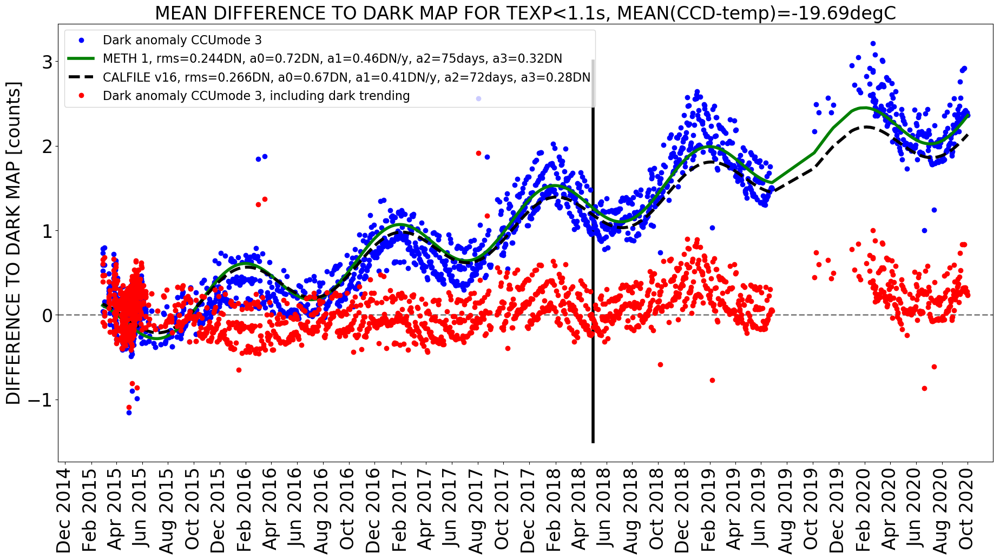 MEAN DIFFERENCE TO DARK MAP FOR TEXP<1.1s, MEAN(CCD-temp)=-19.69degC
Dark anomaly CCUmode 3
METH 1, rms=0.244DN, a0=0.72DN, a1=0.46DN/y, a2=75days, a3=0.32DN
CALFILE v16, rms=0.266DN, a0=0.67DN, a1=0.41DN/y, a2=72days, a3=0.28DN
Dark anomaly CCUmode 3, including dark trending
DIFFERENCE TO DARK MAP [counts]
3
2
1
0
−1
Dec 2014
Feb 2015
Apr 2015
Jun 2015
Aug 2015
Oct 2015
Dec 2015
Feb 2016
Apr 2016
Jun 2016
Aug 2016
Oct 2016
Dec 2016
Feb 2017
Apr 2017
Jun 2017
Aug 2017
Oct 2017
Dec 2017
Feb 2018
Apr 2018
Jun 2018
Aug 2018
Oct 2018
Dec 2018
Feb 2019
Apr 2019
Jun 2019
Aug 2019
Oct 2019
Dec 2019
Feb 2020
Apr 2020
Jun 2020
Aug 2020
Oct 2020